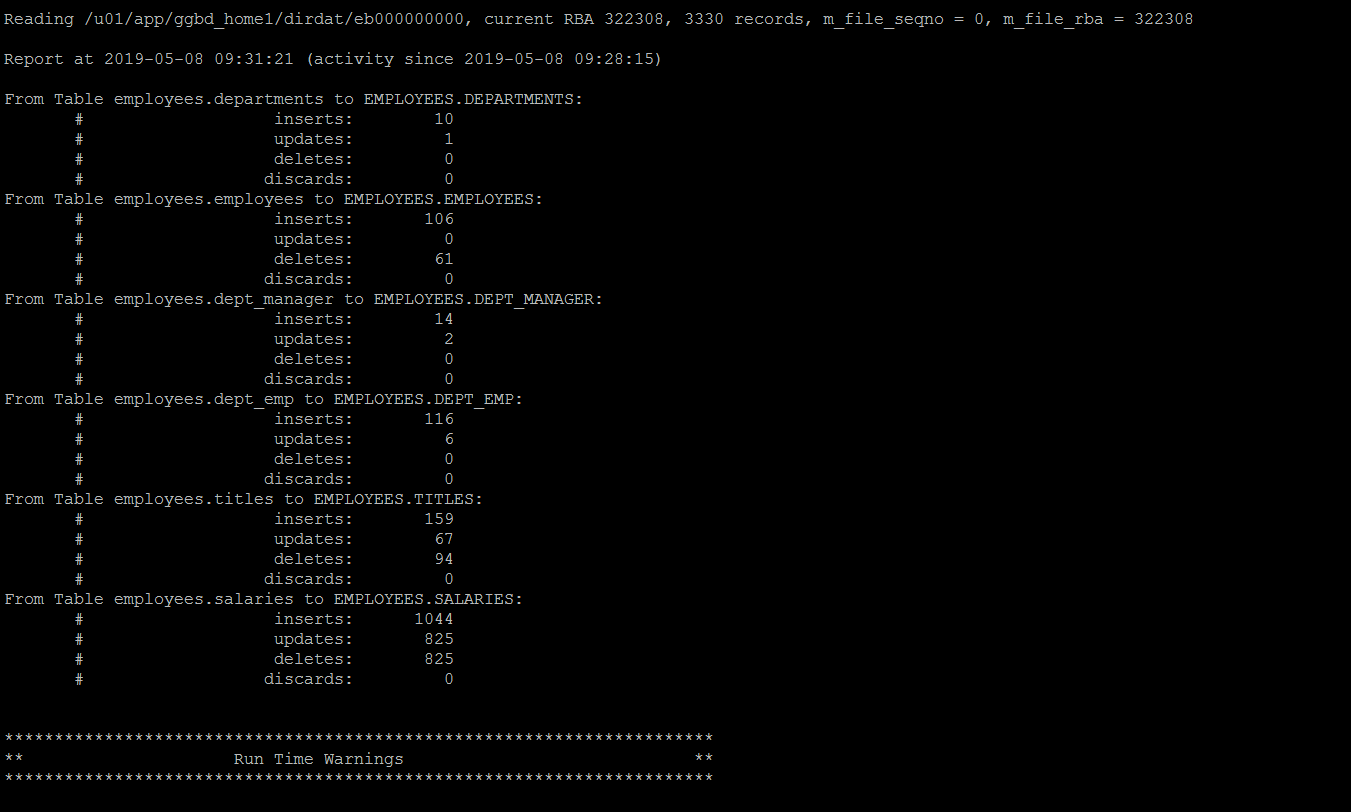 Reading /u01/app/ggbd_home1/dirdat/eb000000000, current RBA 322308, 3330 records, m_file_seqno = 0, m_file_rba = 322308
Report at 2019-05-08 09:31:21 (activity since 2019-05-08 09:28:15)
From Table employees.departments to EMPLOYEES.DEPARTMENTS:
# inserts: 10
# updates: 1
# deletes: 0
# discards: 0
From Table employees.employees to EMPLOYEES.EMPLOYEES:
# inserts: 106
# updates: 0
# deletes: 61
# discards: 0
From Table employees.dept_manager to EMPLOYEES.DEPT_MANAGER:
# inserts: 14
# updates: 2
# deletes: 0
# discards: 0
From Table employees.dept_emp to EMPLOYEES.DEPT_EMP:
# inserts: 116
# updates: 6
# deletes: 0
# discards: 0
From Table employees.titles to EMPLOYEES.TITLES:
# inserts: 159
# updates: 67
# deletes: 94
# discards: 0
From Table employees.salaries to EMPLOYEES.SALARIES:
# inserts: 1044
# updates: 825
# deletes: 825
# discards: 0
***********************************************************************
** Run Time Warnings **
***********************************************************************